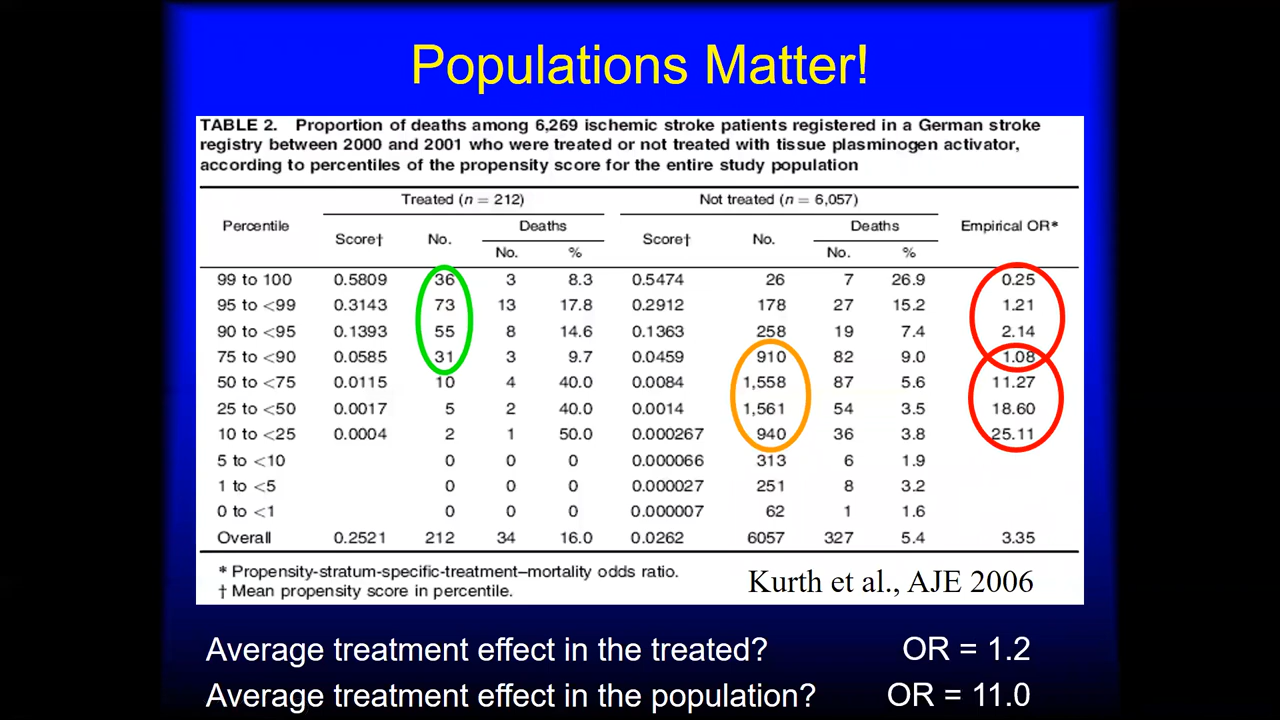 Populations Matter!
TABLE 2. Proportion of deaths among 6,269 ischemic stroke patients registered in a German stroke
registry between 2000 and 2001 who were treated or not treated with tissue plasminogen activator,
according to percentiles of the propensity score for the entire study population
Treated (n = 212) Not treated (n = 6,057)
Percentile Score† No. Deaths Score† No. Deaths Empirical OR*
No. % No. %
99 to 100 0.5809 36 3 8.3 0.5474 26 7 26.9 0.25
95 to <99 0.3143 73 13 17.8 0.2912 178 27 15.2 1.21
90 to <95 0.1393 55 8 14.6 0.1363 258 19 7.4 2.14
75 to <90 0.0585 31 3 9.7 0.0459 910 82 9.0 1.08
50 to <75 0.0115 10 4 40.0 0.0084 1,558 87 5.6 11.27
25 to <50 0.0017 5 2 40.0 0.0014 1,561 54 3.5 18.60
10 to <25 0.0004 2 1 50.0 0.000267 940 36 3.8 25.11
5 to <10 0 0 0 0.000066 313 6 1.9
1 to <5 0 0 0 0.000027 251 8 3.2
0 to <1 0 0 0 0.000007 62 1 1.6
Overall 0.2521 212 34 16.0 0.0262 6057 327 5.4 3.35
* Propensity-stratum-specific-treatment–mortality odds ratio.
† Mean propensity score in percentile.
Kurth et al., AJE 2006
Average treatment effect in the treated? OR = 1.2
Average treatment effect in the population? OR = 11.0